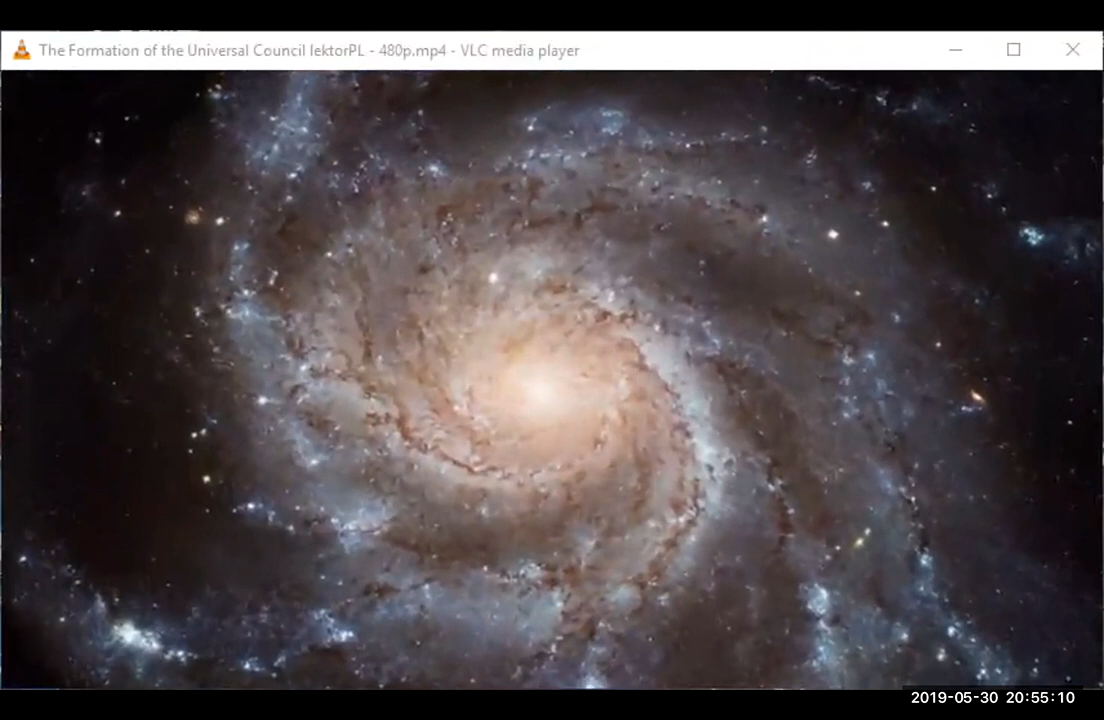 The Formation of the Universal Council lektorPL - 480p.mp4 - VLC media player
2019-05-30 20:55:10